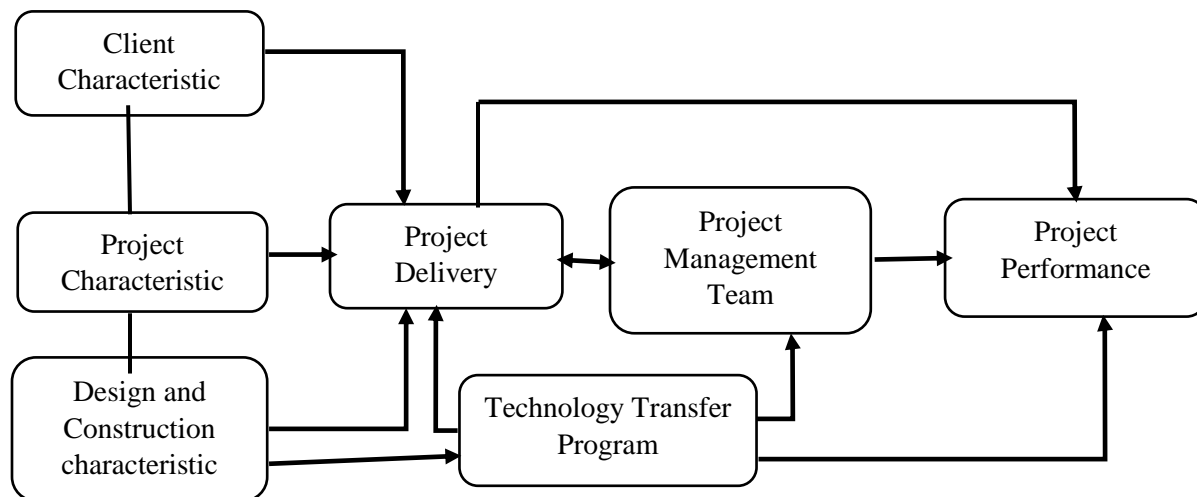 Client
Characteristic
Project
Characteristic
Design and
Construction
characteristic
Project
Delivery
Project
Management
Team
Project
Performance
Technology Transfer
Program